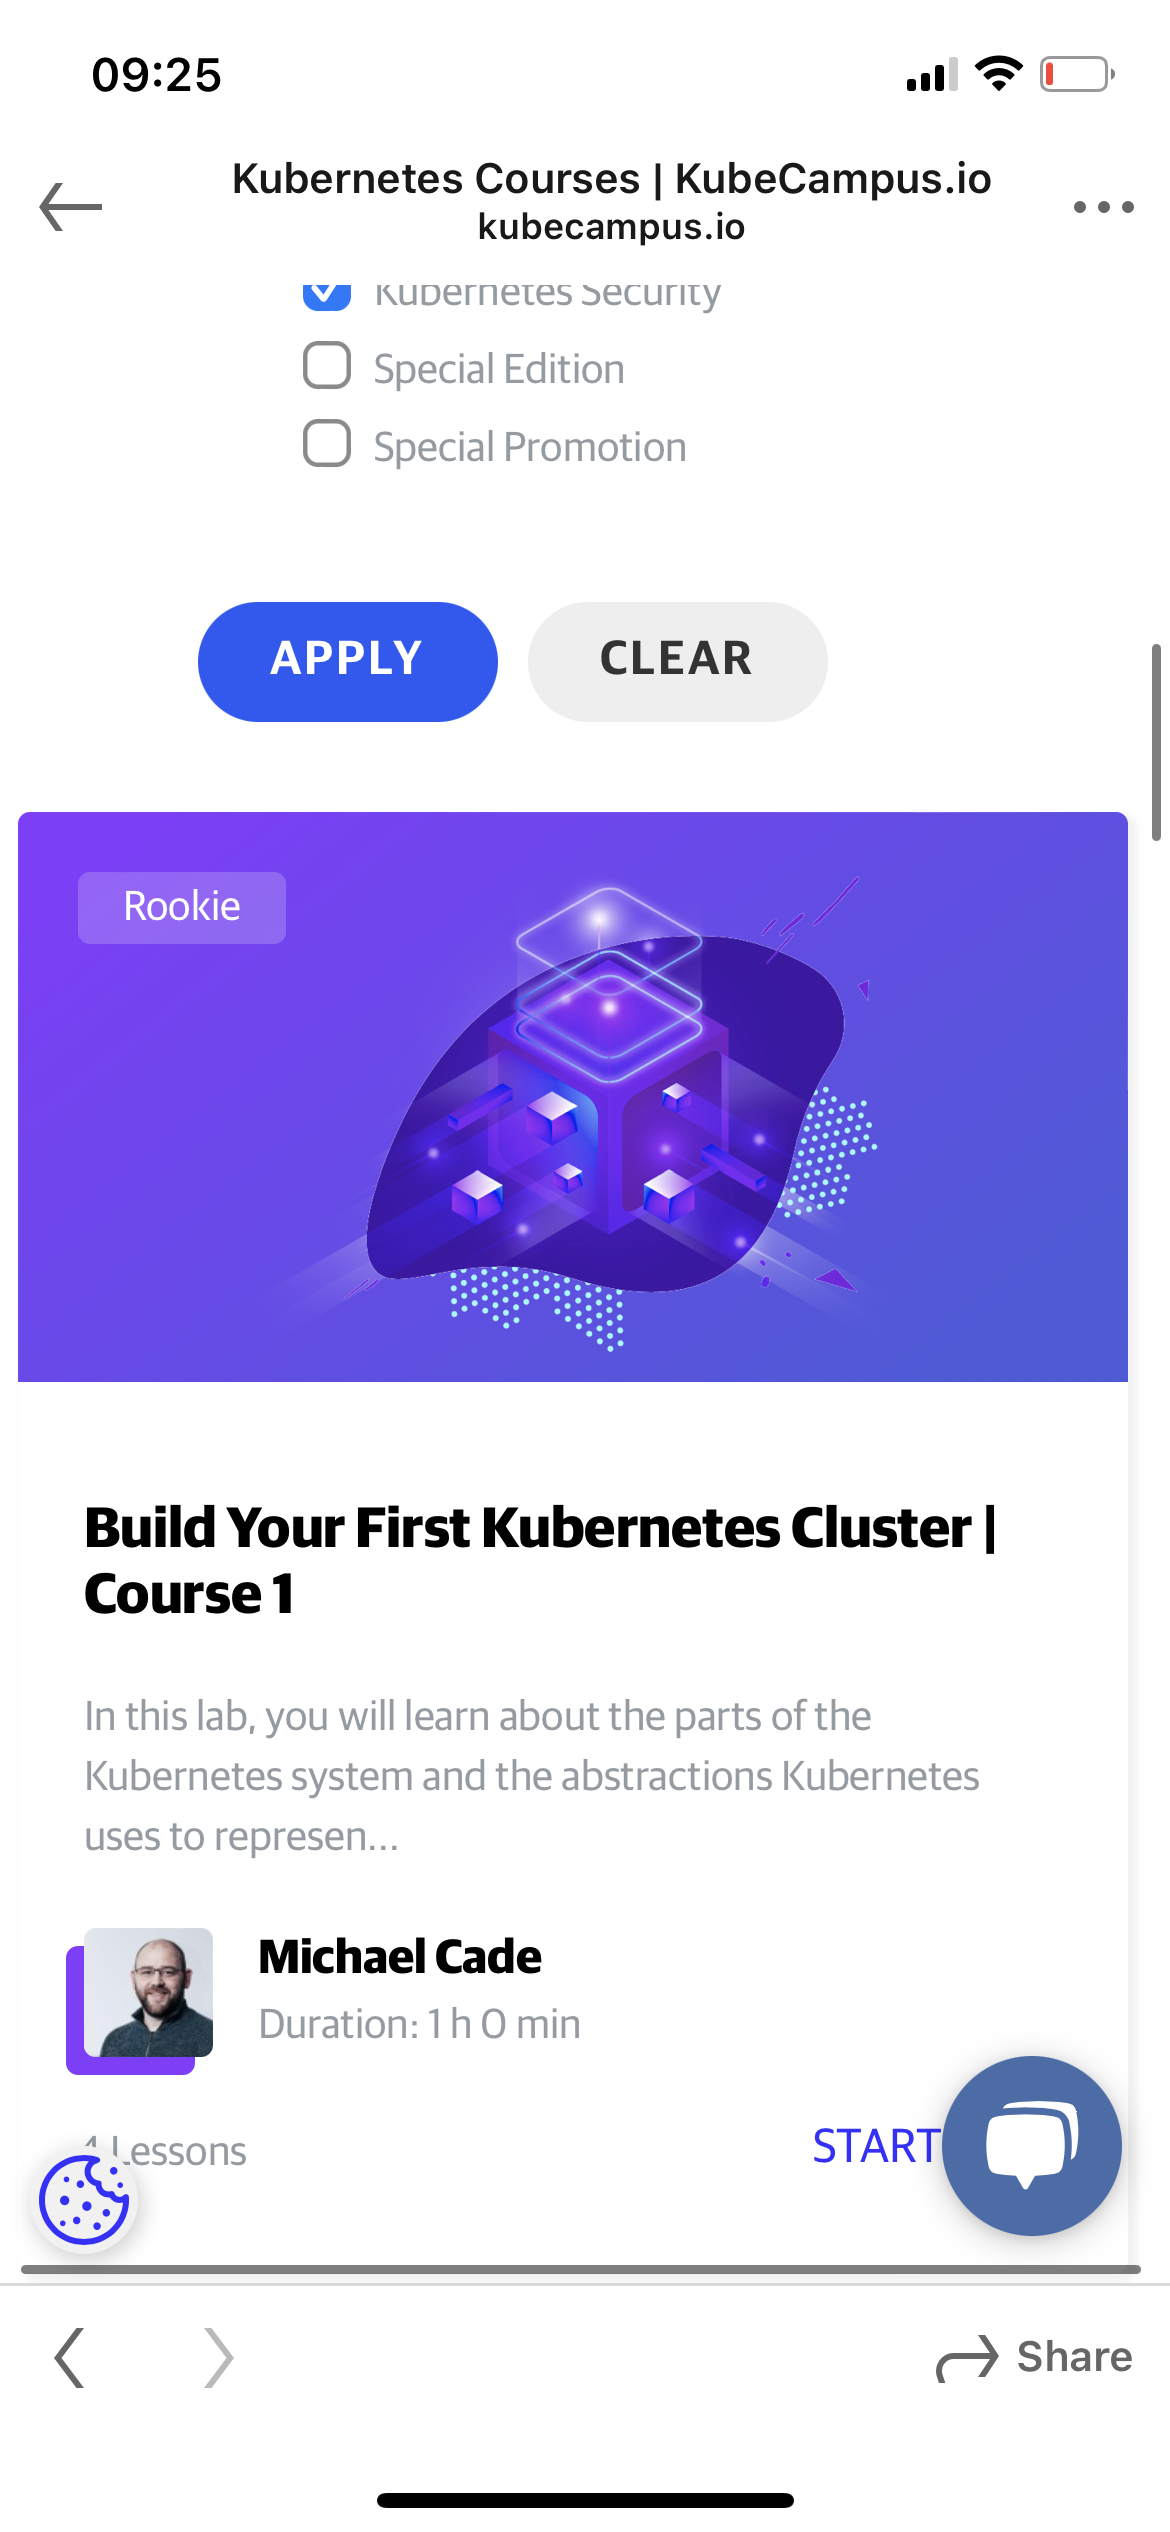 09:25
Kubernetes Courses | KubeCampus.io
kubecampus.io
Kubernetes Security
Special Edition
Special Promotion
APPLY CLEAR
Rookie
Build Your First Kubernetes Cluster |
Course 1
In this lab, you will learn about the parts of the
Kubernetes system and the abstractions Kubernetes
uses to represen...
Michael Cade
Duration: 1 h 0 min
Lessons START
Share